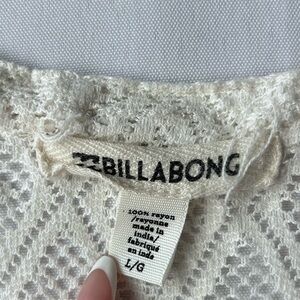 BILLABONG
100% rayon
/rayonne
made in
india/
fabriqué
en inde
L/G